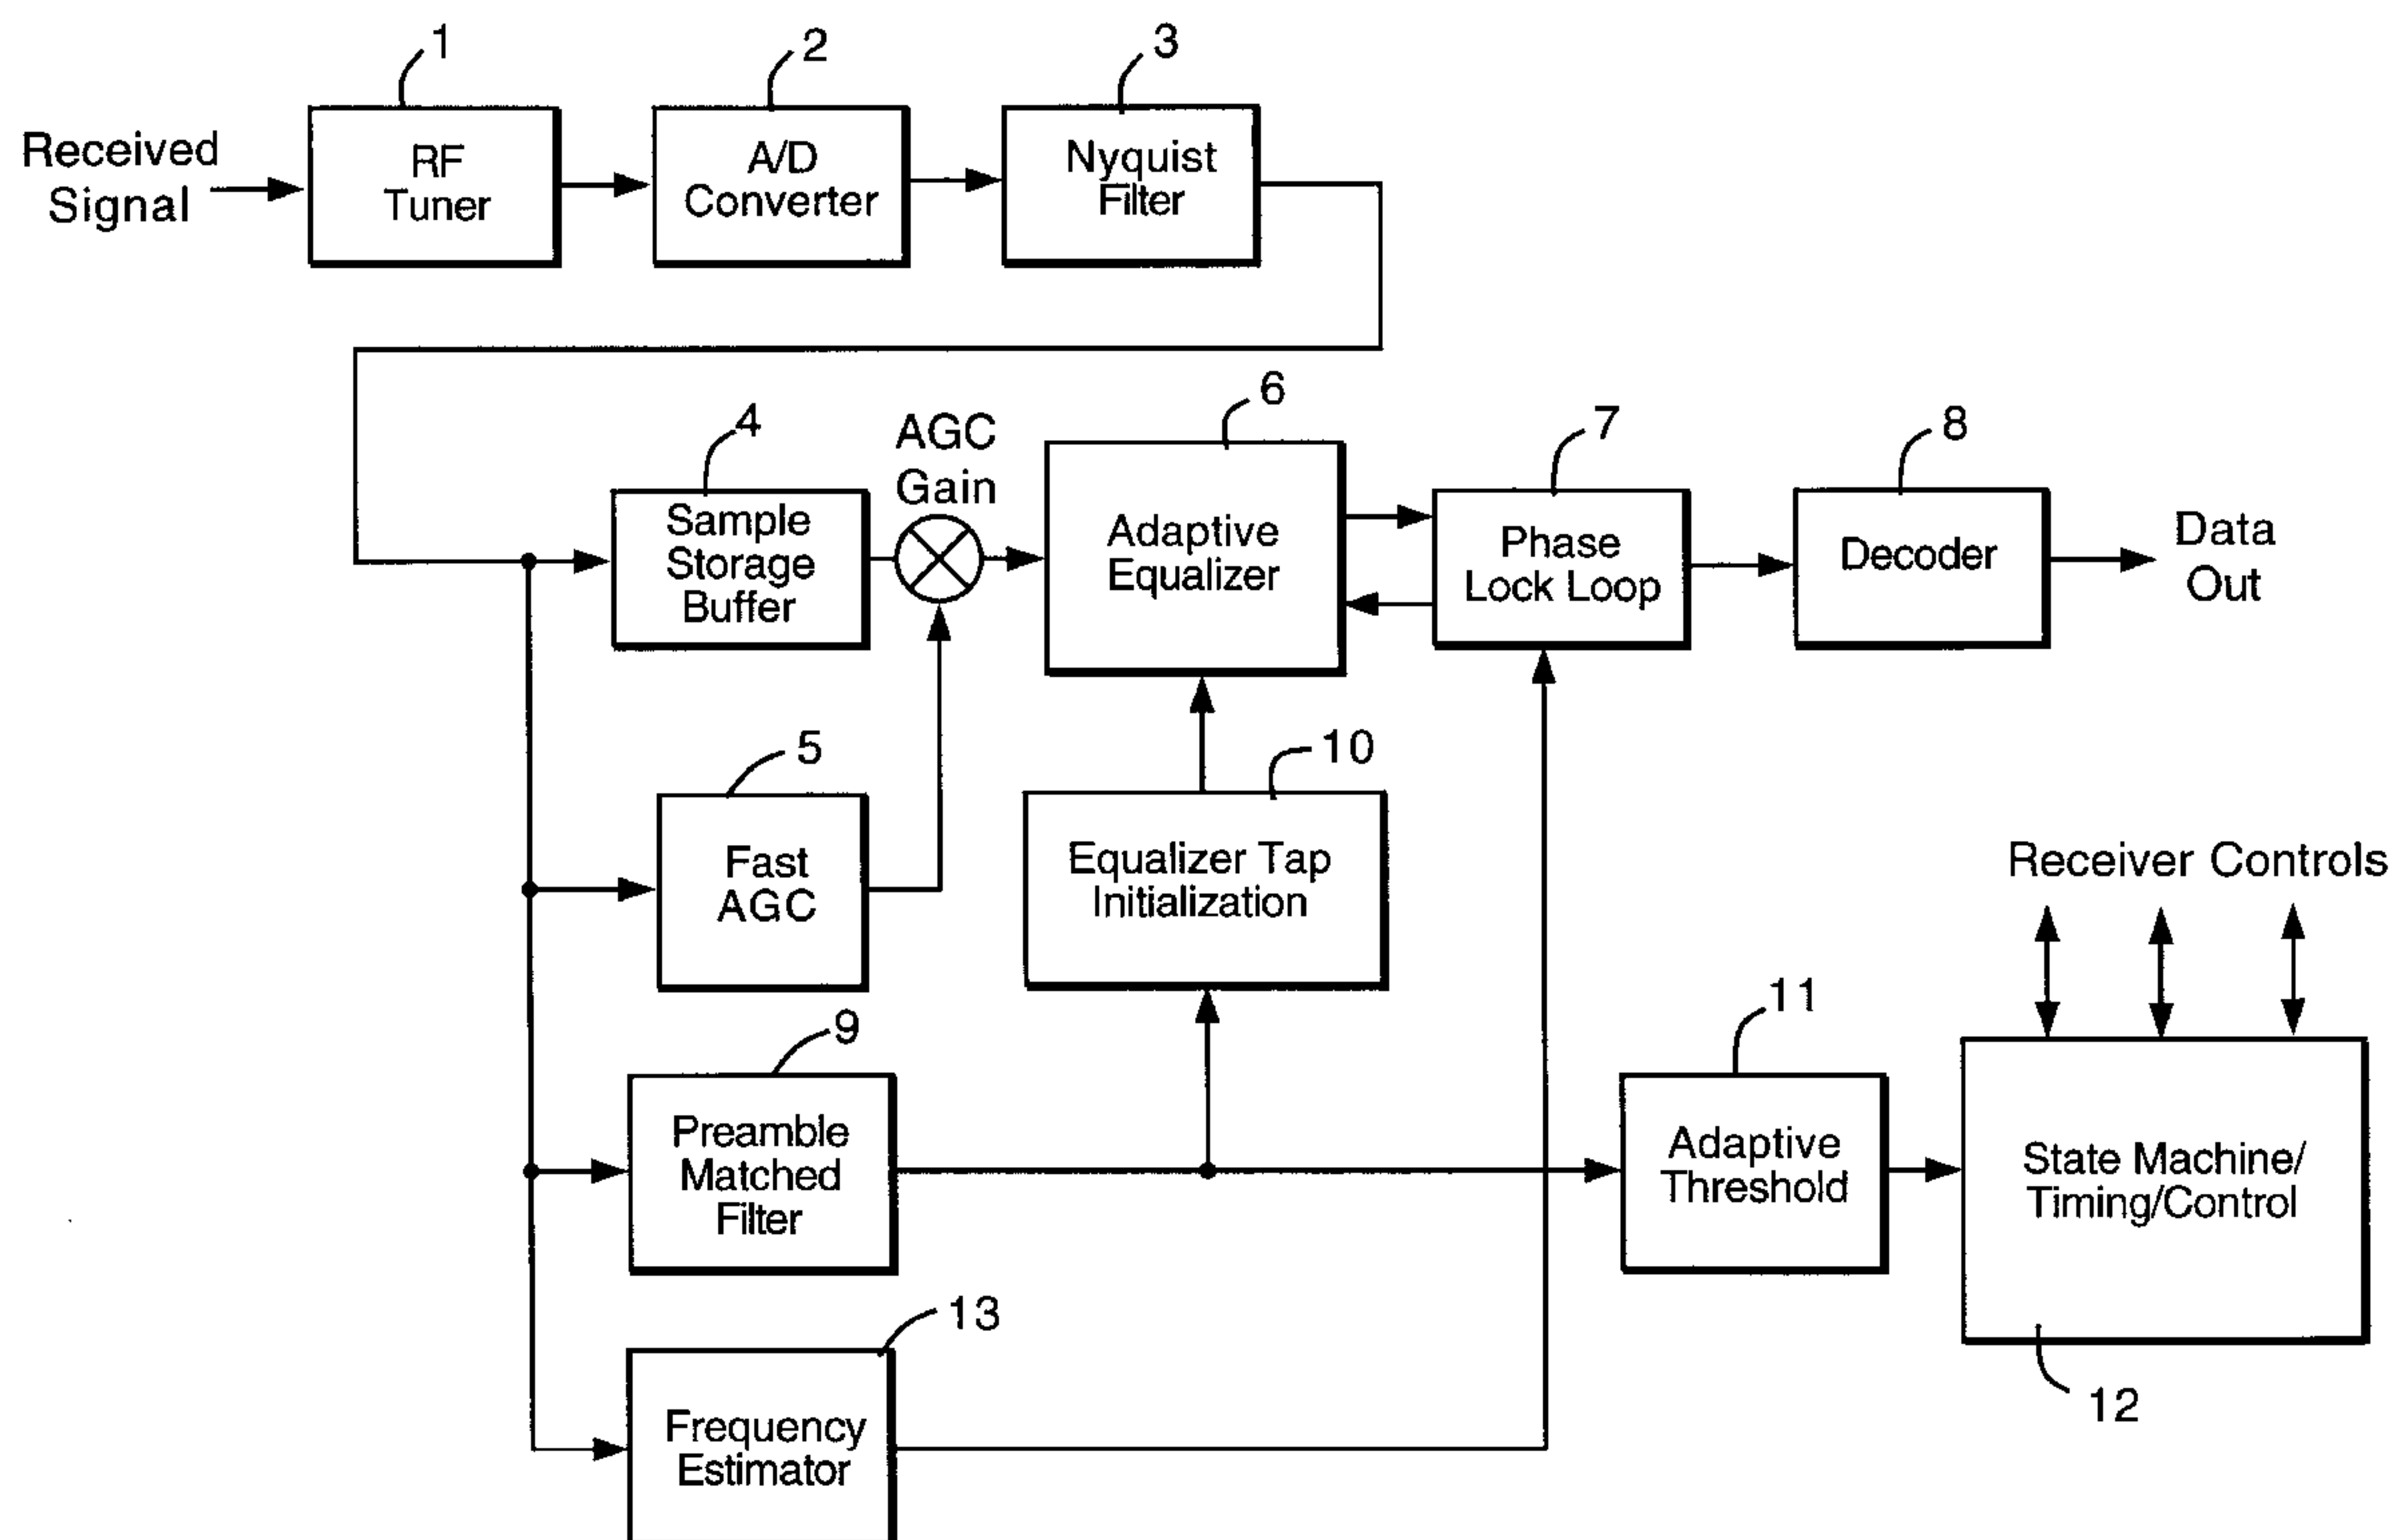 1
2
3
Received
Signal
RF
Tuner
A/D
Converter
Nyquist
Filter
4
AGC
Gain
6
7
8
Sample
Storage
Buffer
Adaptive
Equalizer
Phase
Lock Loop
Decoder
Data
Out
5
10
Fast
AGC
Equalizer Tap
Initialization
Receiver Controls
9
11
Preamble
Matched
Filter
Adaptive
Threshold
State Machine/
Timing/Control
13
12
Frequency
Estimator